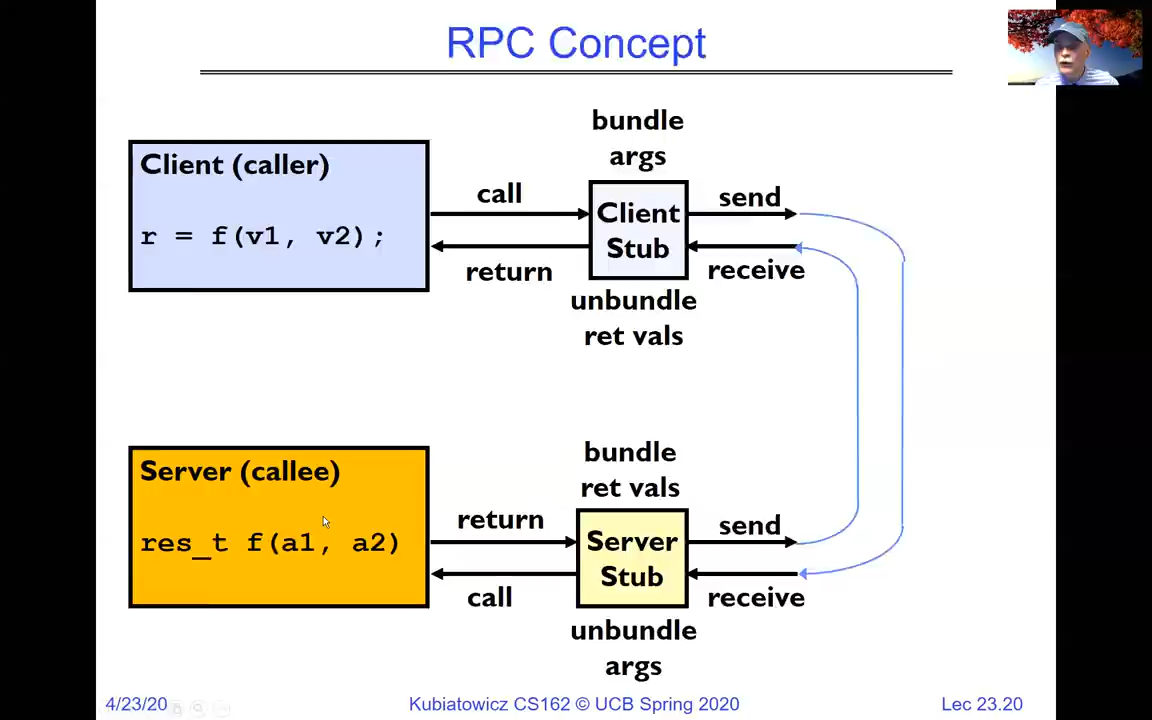 RPC Concept
bundle
args
Client (caller)
r = f(v1, v2);
call
return
Client
Stub
send
receive
unbundle
ret vals
bundle
ret vals
Server (callee)
res_t f(a1, a2)
return
call
Server
Stub
send
receive
unbundle
args
4/23/20
Kubiatowicz CS162 © UCB Spring 2020
Lec 23.20